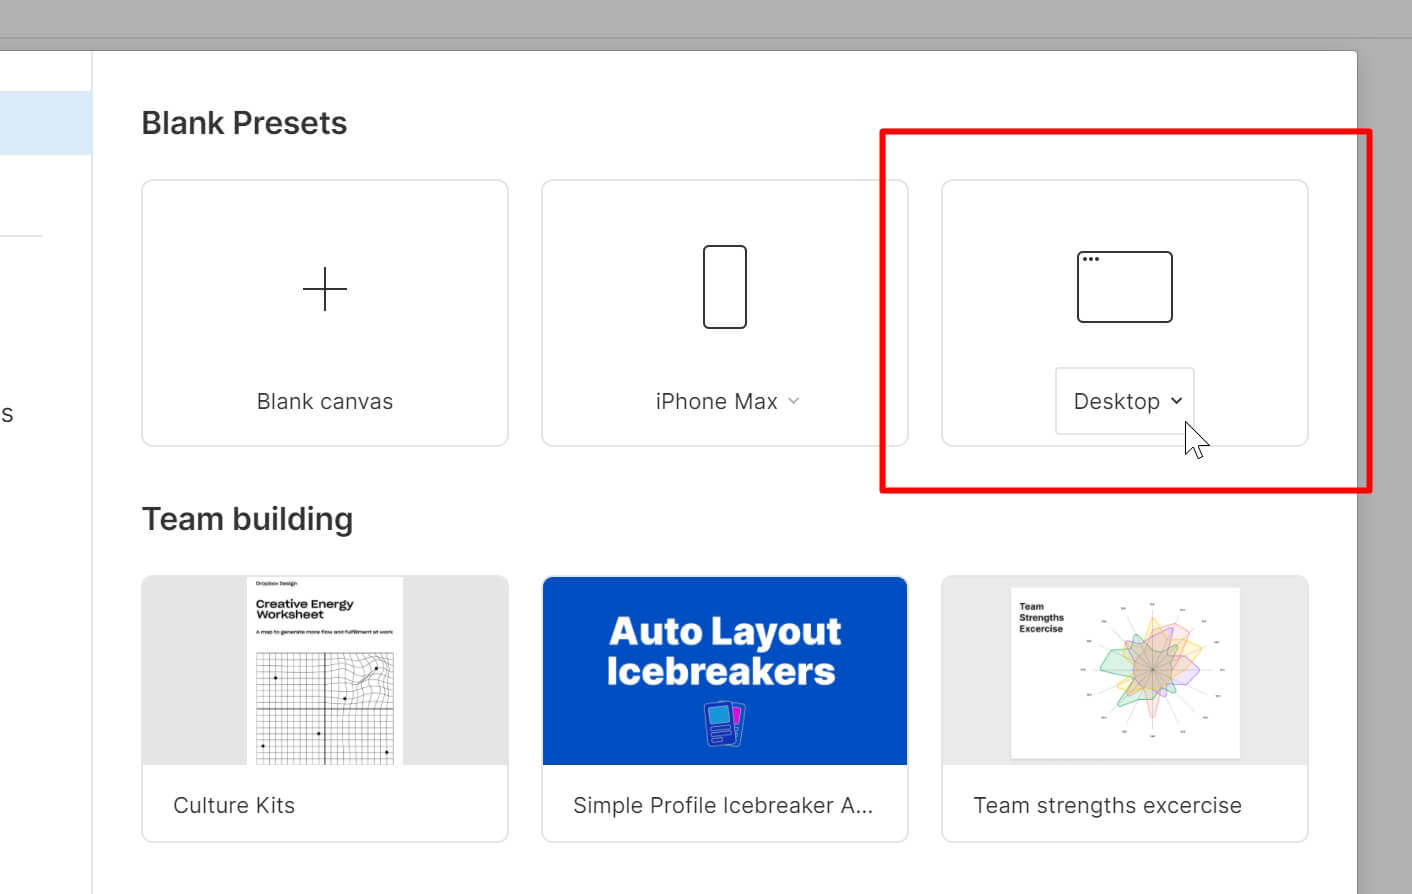 Blank Presets
Blank canvas
iPhone Max
Desktop
s
Team building
Dropbox Design
Creative Energy
Worksheet
A map to generate more flow and fulfillment at work
Auto Layout
Icebreakers
Team
Strengths
Excercise
Culture Kits
Simple Profile Icebreaker A...
Team strengths excercise